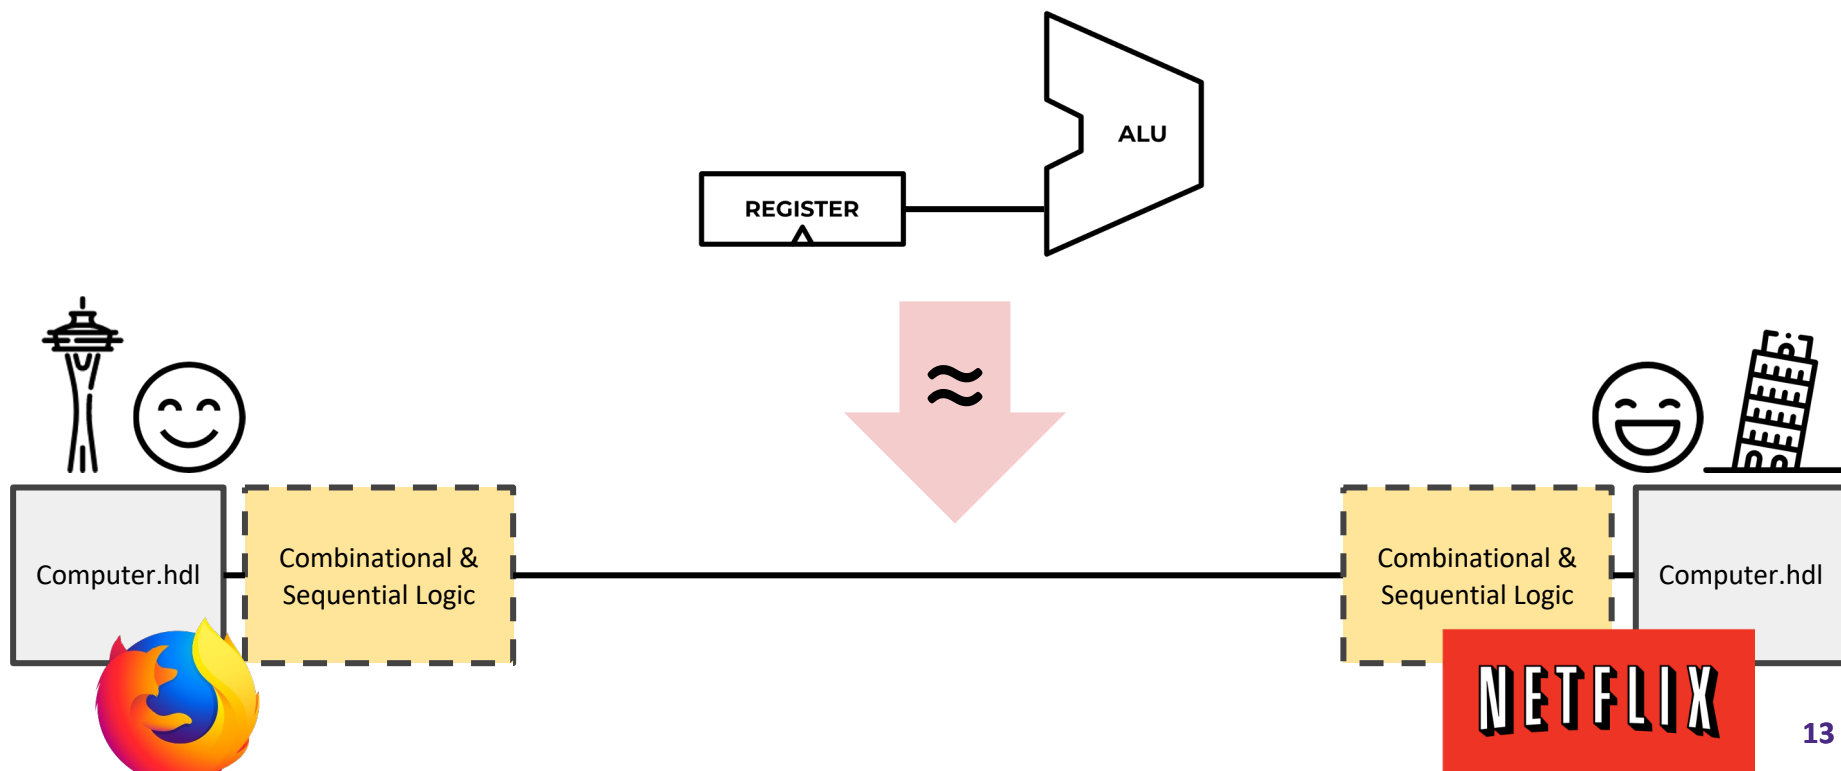 ALU
REGISTER
≈
Computer.hdl
Combinational &
Sequential Logic
Combinational &
Sequential Logic
Computer.hdl
NETFLIX
13